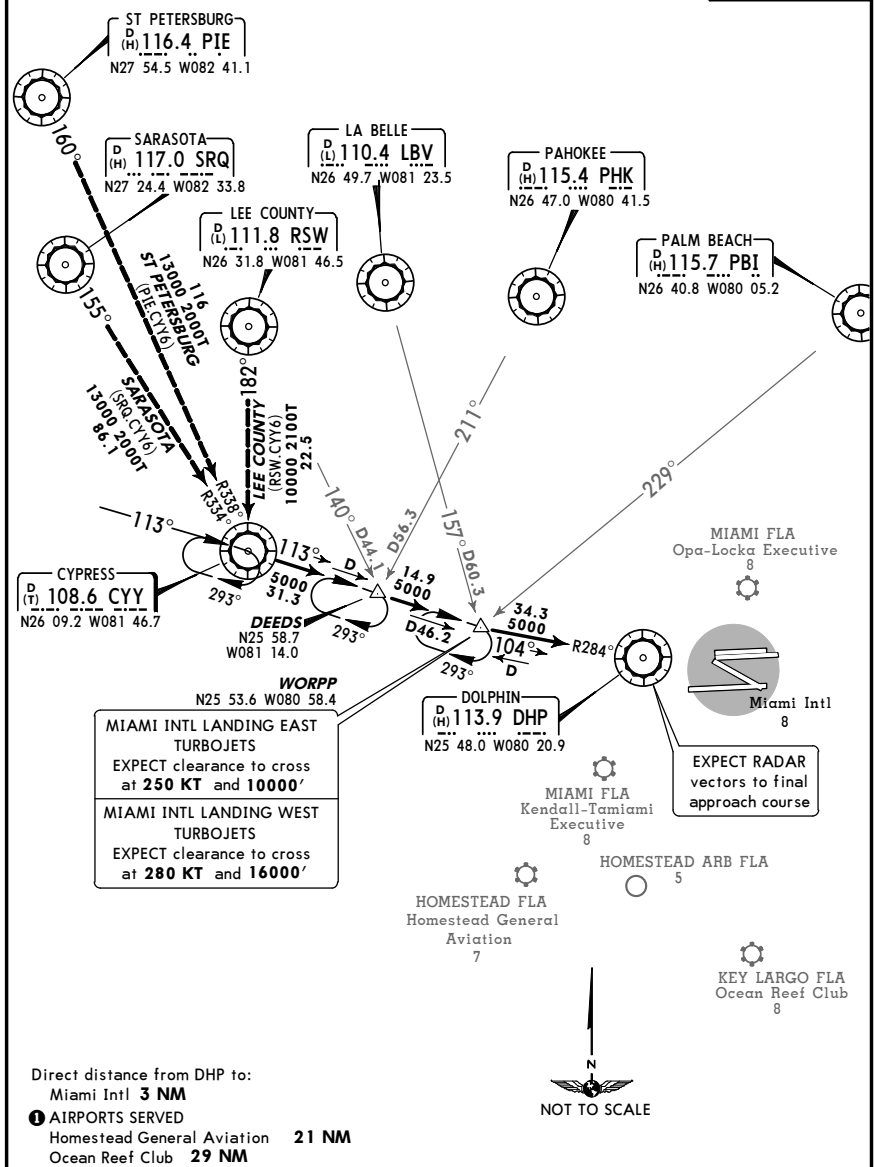 ST PETERSBURG
D
(H) 116.4 PIE
N27 54.5 W082 41.1
SARASOTA
D
(H) 117.0 SRQ
N27 24.4 W082 33.8
LEE COUNTY
D
(L) 111.8 RSW
N26 31.8 W081 46.5
LA BELLE
D
(L) 110.4 LBV
N26 49.7 W081 23.5
PAHOKEE
D
(H) 115.4 PHK
N26 47.0 W080 41.5
PALM BEACH
D
(H) 115.7 PBI
N26 40.8 W080 05.2
160°
116
13000 2000T
ST PETERSBURG
(PIE.CYY6)
155°
SARASOTA
(SRQ.CYY6)
13000 2000T
86.1
182°
LEE COUNTY
(RSW.CYY6)
10000 2100T
22.5
R338°
R334°
211°
229°
140°
D44.1
D56.3
157°
D60.3
113°
113°
D
293°
5000
31.3
CYPRESS
D
(T) 108.6 CYY
N26 09.2 W081 46.7
DEEDS
N25 58.7
W081 14.0
293°
14.9
5000
D46.2
34.3
5000
104°
D
R284°
293°
WORPP
N25 53.6 W080 58.4
DOLPHIN
D
(H) 113.9 DHP
N25 48.0 W080 20.9
MIAMI FLA
Opa-Locka Executive
8
Miami Intl
8
MIAMI INTL LANDING EAST
TURBOJETS
EXPECT clearance to cross
at 250 KT and 10000'
MIAMI INTL LANDING WEST
TURBOJETS
EXPECT clearance to cross
at 280 KT and 16000'
EXPECT RADAR
vectors to final
approach course
MIAMI FLA
Kendall-Tamiami
Executive
8
HOMESTEAD ARB FLA
5
HOMESTEAD FLA
Homestead General
Aviation
7
KEY LARGO FLA
Ocean Reef Club
8
N
NOT TO SCALE
Direct distance from DHP to:
Miami Intl 3 NM
1 AIRPORTS SERVED
Homestead General Aviation 21 NM
Ocean Reef Club 29 NM